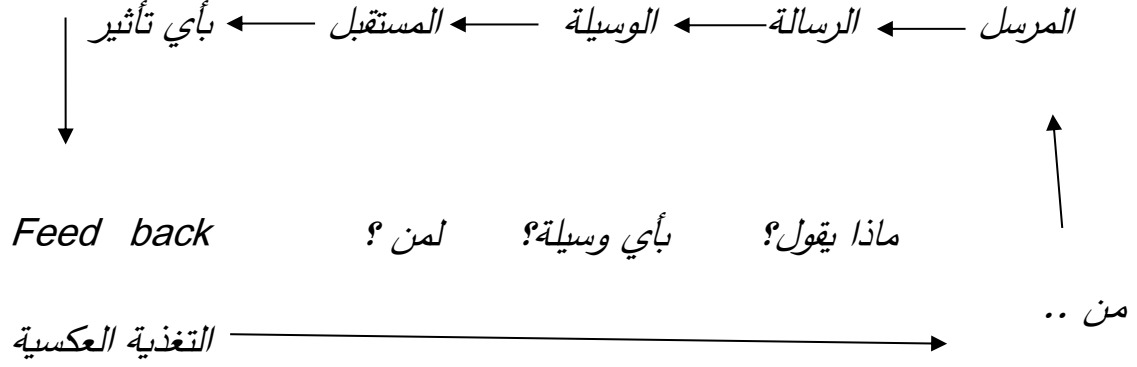 المرسل الرسالة الوسيلة المستقبل بأي تأثير
ماذا يقول؟ بأي وسيلة؟ لمن ؟ Feed back
من ..
التغذية العكسية